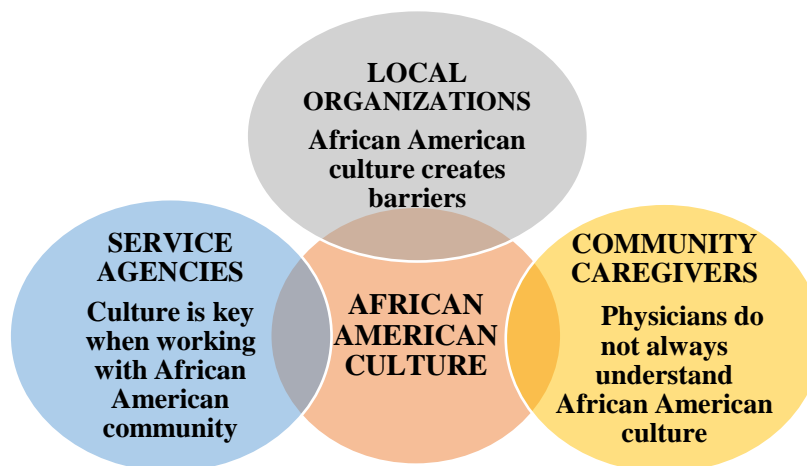 LOCAL
ORGANIZATIONS
African American
culture creates
barriers
SERVICE
AGENCIES
Culture is key
when working
with African
American
community
AFRICAN
AMERICAN
CULTURE
COMMUNITY
CAREGIVERS
Physicians do
not always
understand
African American
culture